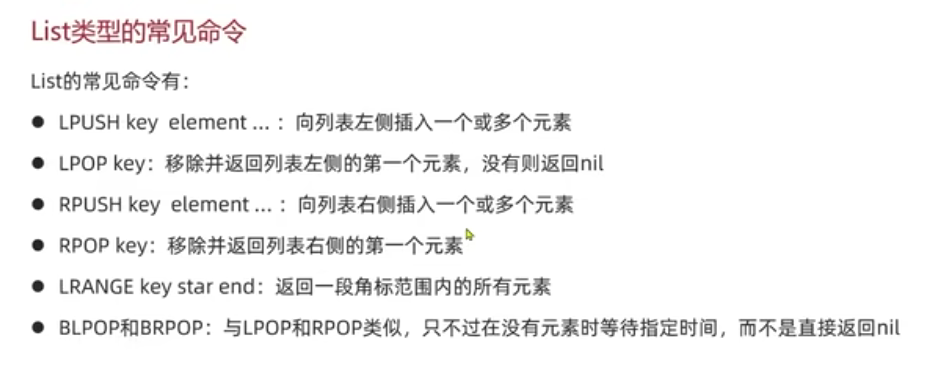 List类型的常见命令
List的常见命令有：
● LPUSH key element ... ：向列表左侧插入一个或多个元素
● LPOP key：移除并返回列表左侧的第一个元素，没有则返回nil
● RPUSH key element ... ：向列表右侧插入一个或多个元素
● RPOP key：移除并返回列表右侧的第一个元素
● LRANGE key star end：返回一段角标范围内的所有元素
● BLPOP和BRPOP：与LPOP和RPOP类似，只不过在没有元素时等待指定时间，而不是直接返回nil